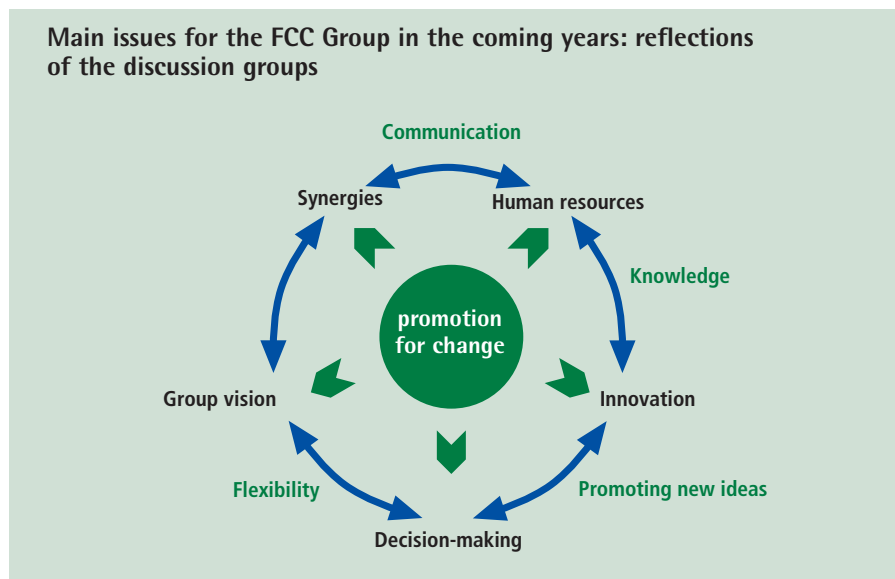 Main issues for the FCC Group in the coming years: reflections
of the discussion groups
Communication
Synergies
Human resources
Knowledge
promotion
for change
Group vision
Innovation
Flexibility
Promoting new ideas
Decision-making